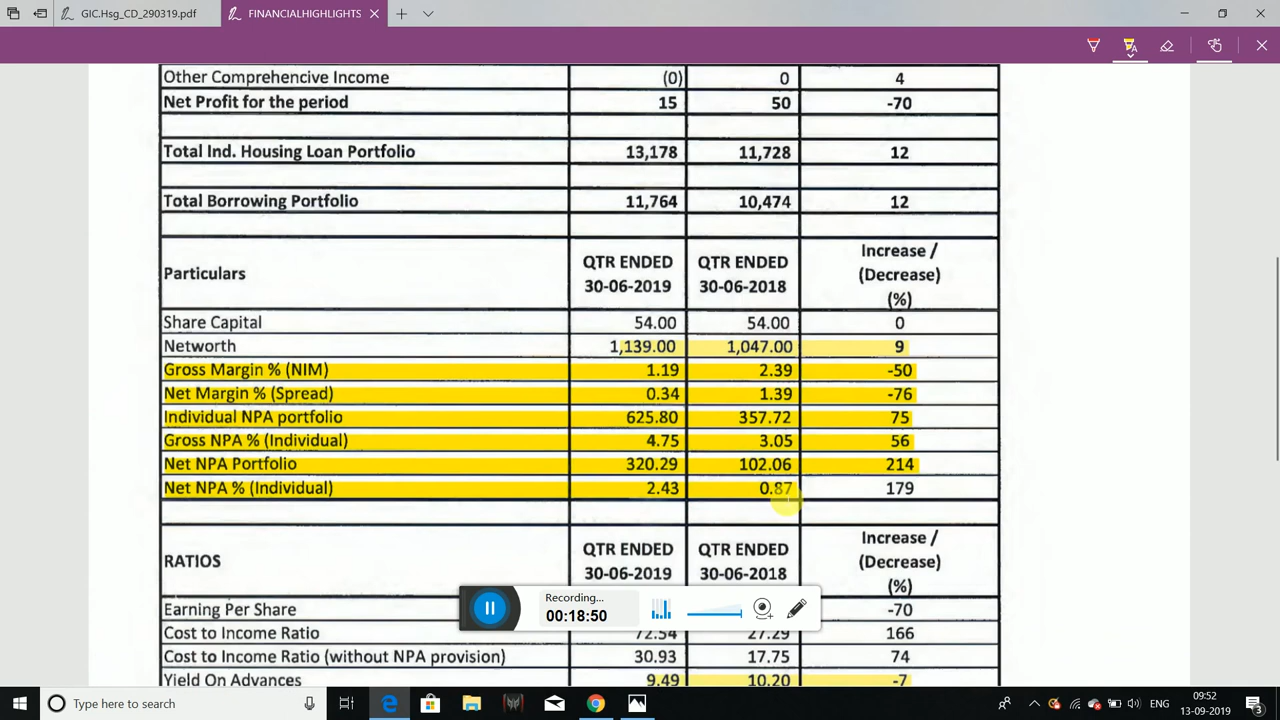 GIC.Hsg_CD_290319.pdf FINANCIALHIGHLIGHTS
Other Comprehencive Income (0) 0 4
Net Profit for the period 15 50 -70
Total Ind. Housing Loan Portfolio 13,178 11,728 12
Total Borrowing Portfolio 11,764 10,474 12
Particulars QTR ENDED 30-06-2019 QTR ENDED 30-06-2018 Increase / (Decrease) (%)
Share Capital 54.00 54.00 0
Networth 1,139.00 1,047.00 9
Gross Margin % (NIM) 1.19 2.39 -50
Net Margin % (Spread) 0.34 1.39 -76
Individual NPA portfolio 625.80 357.72 75
Gross NPA % (Individual) 4.75 3.05 56
Net NPA Portfolio 320.29 102.06 214
Net NPA % (Individual) 2.43 0.87 179
RATIOS QTR ENDED 30-06-2019 QTR ENDED 30-06-2018 Increase / (Decrease) (%)
Recording...
00:18:50
Earning Per Share -70
Cost to Income Ratio 72.54 27.29 166
Cost to Income Ratio (without NPA provision) 30.93 17.75 74
Yield On Advances 9.49 10.20 -7
Type here to search
ENG
09:52
13-09-2019
3